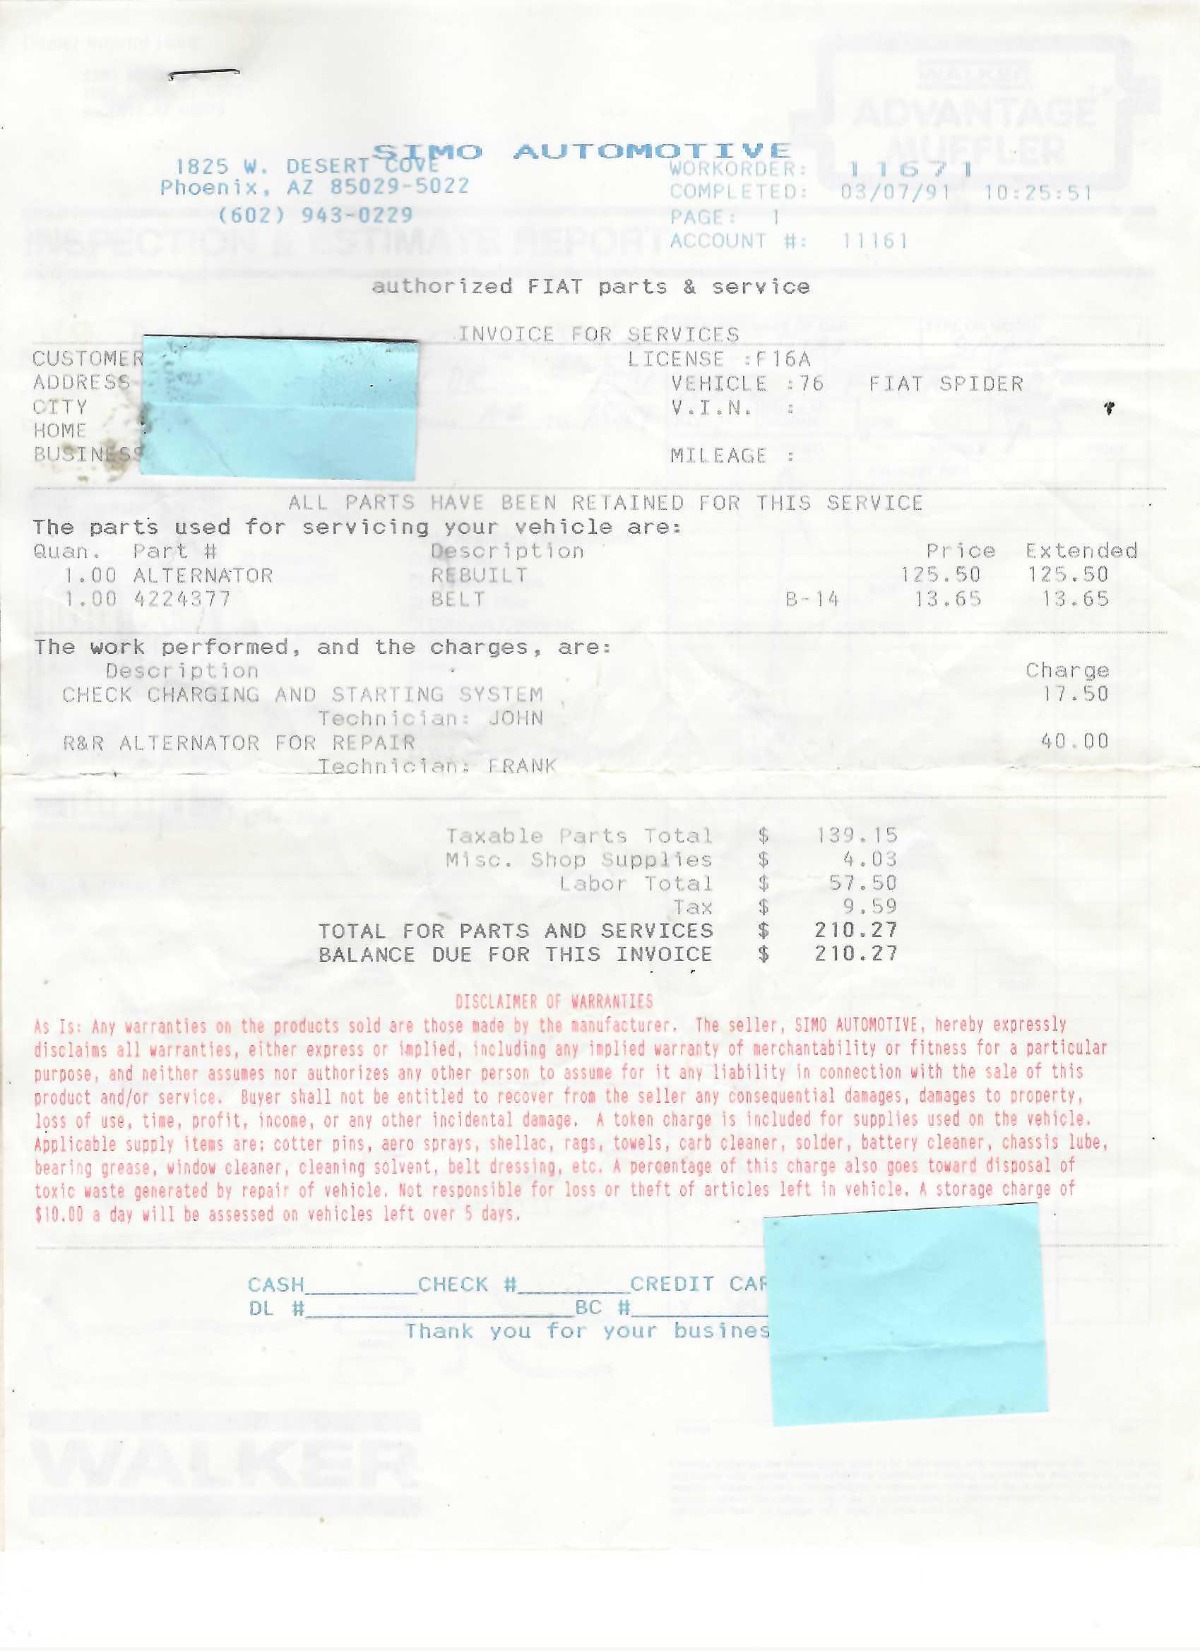 SIMO AUTOMOTIVE
1825 W. DESERT COVE
Phoenix, AZ 85029-5022
(602) 943-0229
WORKORDER: 11671
COMPLETED: 03/07/91 10:25:51
PAGE: 1
ACCOUNT #: 11161
authorized FIAT parts & service
INVOICE FOR SERVICES
CUSTOMER LICENSE :F16A
ADDRESS VEHICLE :76 FIAT SPIDER
CITY V.I.N. :
HOME
BUSINESS MILEAGE :
ALL PARTS HAVE BEEN RETAINED FOR THIS SERVICE
The parts used for servicing your vehicle are:
Quan. Part # Description Price Extended
1.00 ALTERNATOR REBUILT 125.50 125.50
1.00 4224377 BELT B-14 13.65 13.65
The work performed, and the charges, are:
Description Charge
CHECK CHARGING AND STARTING SYSTEM 17.50
Technician: JOHN
R&R ALTERNATOR FOR REPAIR 40.00
Technician: FRANK
Taxable Parts Total $ 139.15
Misc. Shop Supplies $ 4.03
Labor Total $ 57.50
Tax $ 9.59
TOTAL FOR PARTS AND SERVICES $ 210.27
BALANCE DUE FOR THIS INVOICE $ 210.27
DISCLAIMER OF WARRANTIES
As Is: Any warranties on the products sold are those made by the manufacturer. The seller, SIMO AUTOMOTIVE, hereby expressly
disclaims all warranties, either express or implied, including any implied warranty of merchantability or fitness for a particular
purpose, and neither assumes nor authorizes any other person to assume for it any liability in connection with the sale of this
product and/or service. Buyer shall not be entitled to recover from the seller any consequential damages, damages to property,
loss of use, time, profit, income, or any other incidental damage. A token charge is included for supplies used on the vehicle.
Applicable supply items are: cotter pins, aero sprays, shellac, rags, towels, carb cleaner, solder, battery cleaner, chassis lube,
bearing grease, window cleaner, cleaning solvent, belt dressing, etc. A percentage of this charge also goes toward disposal of
toxic waste generated by repair of vehicle. Not responsible for loss or theft of articles left in vehicle. A storage charge of
$10.00 a day will be assessed on vehicles left over 5 days.
CASH________CHECK #________CREDIT CAR
DL #___________________BC #__________
Thank you for your busines
WALKER
ADVANTAGE
MUFFLER
INSPECTION & ESTIMATE REPORT
WALKER